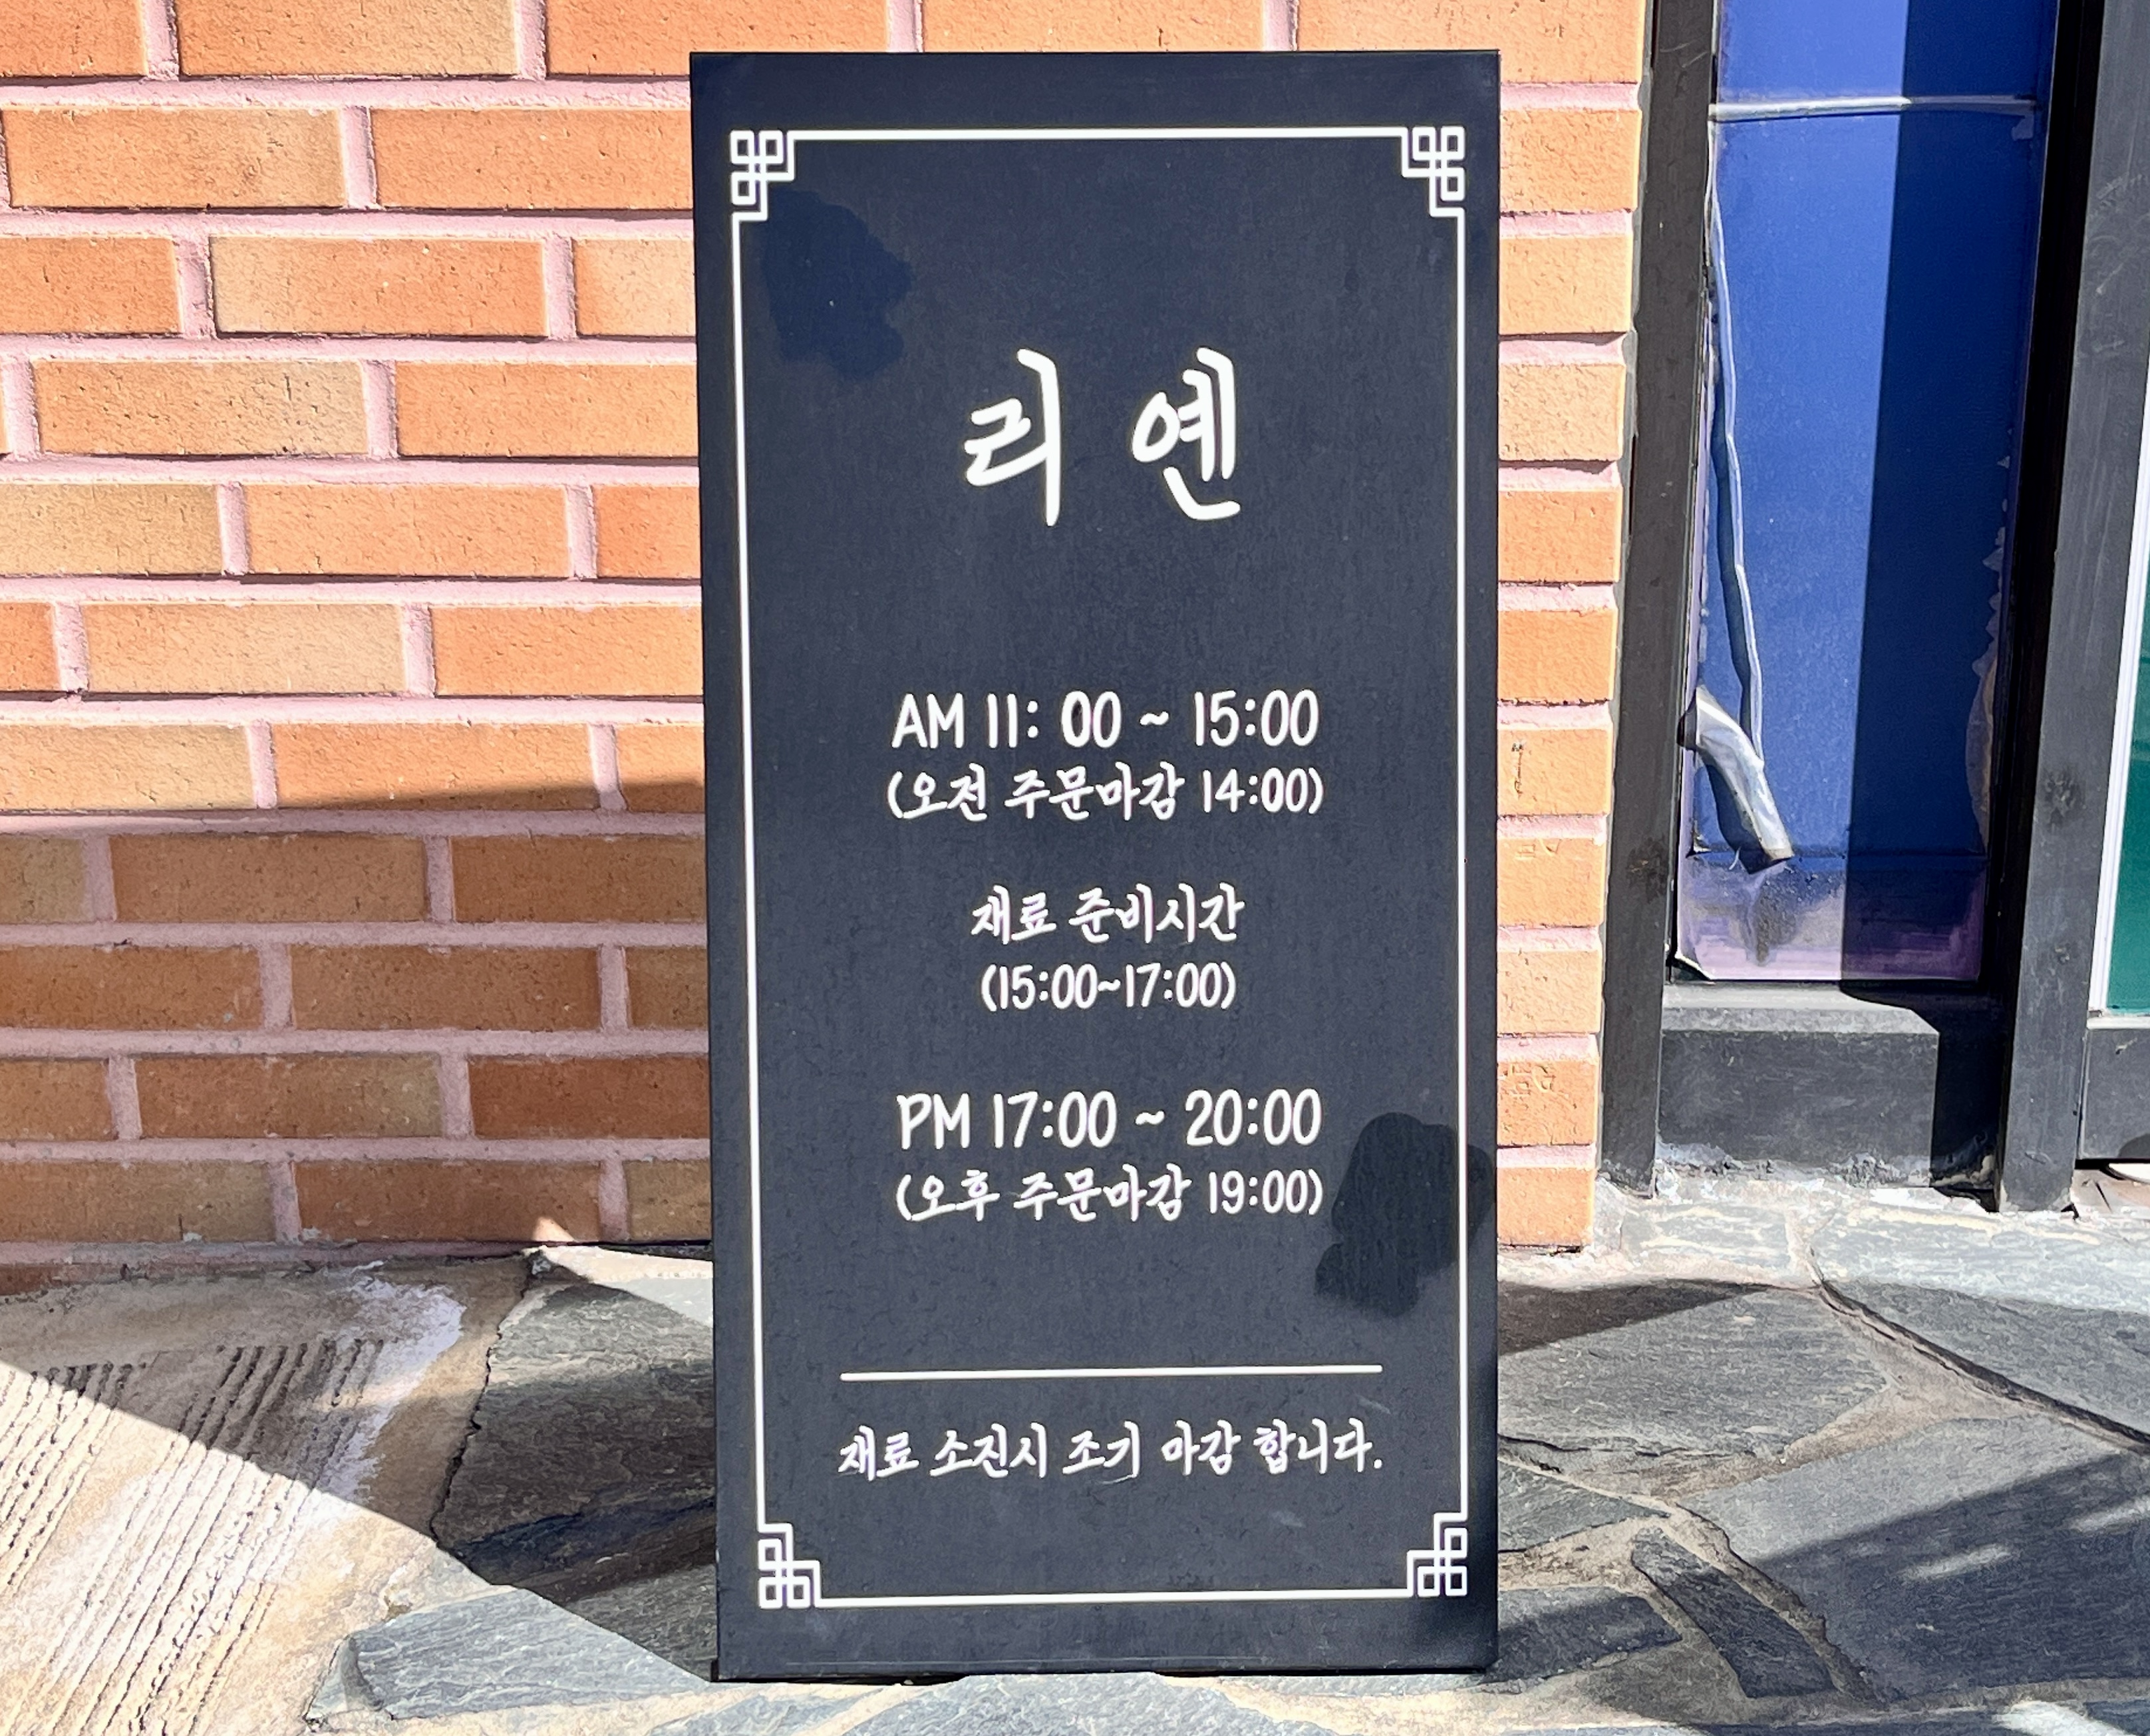 리옌
AM 11: 00 ~ 15:00
(오전 주문마감 14:00)
재료 준비시간
(15:00~17:00)
PM 17:00 ~ 20:00
(오후 주문마감 19:00)
재료 소진시 조기 마감 합니다.